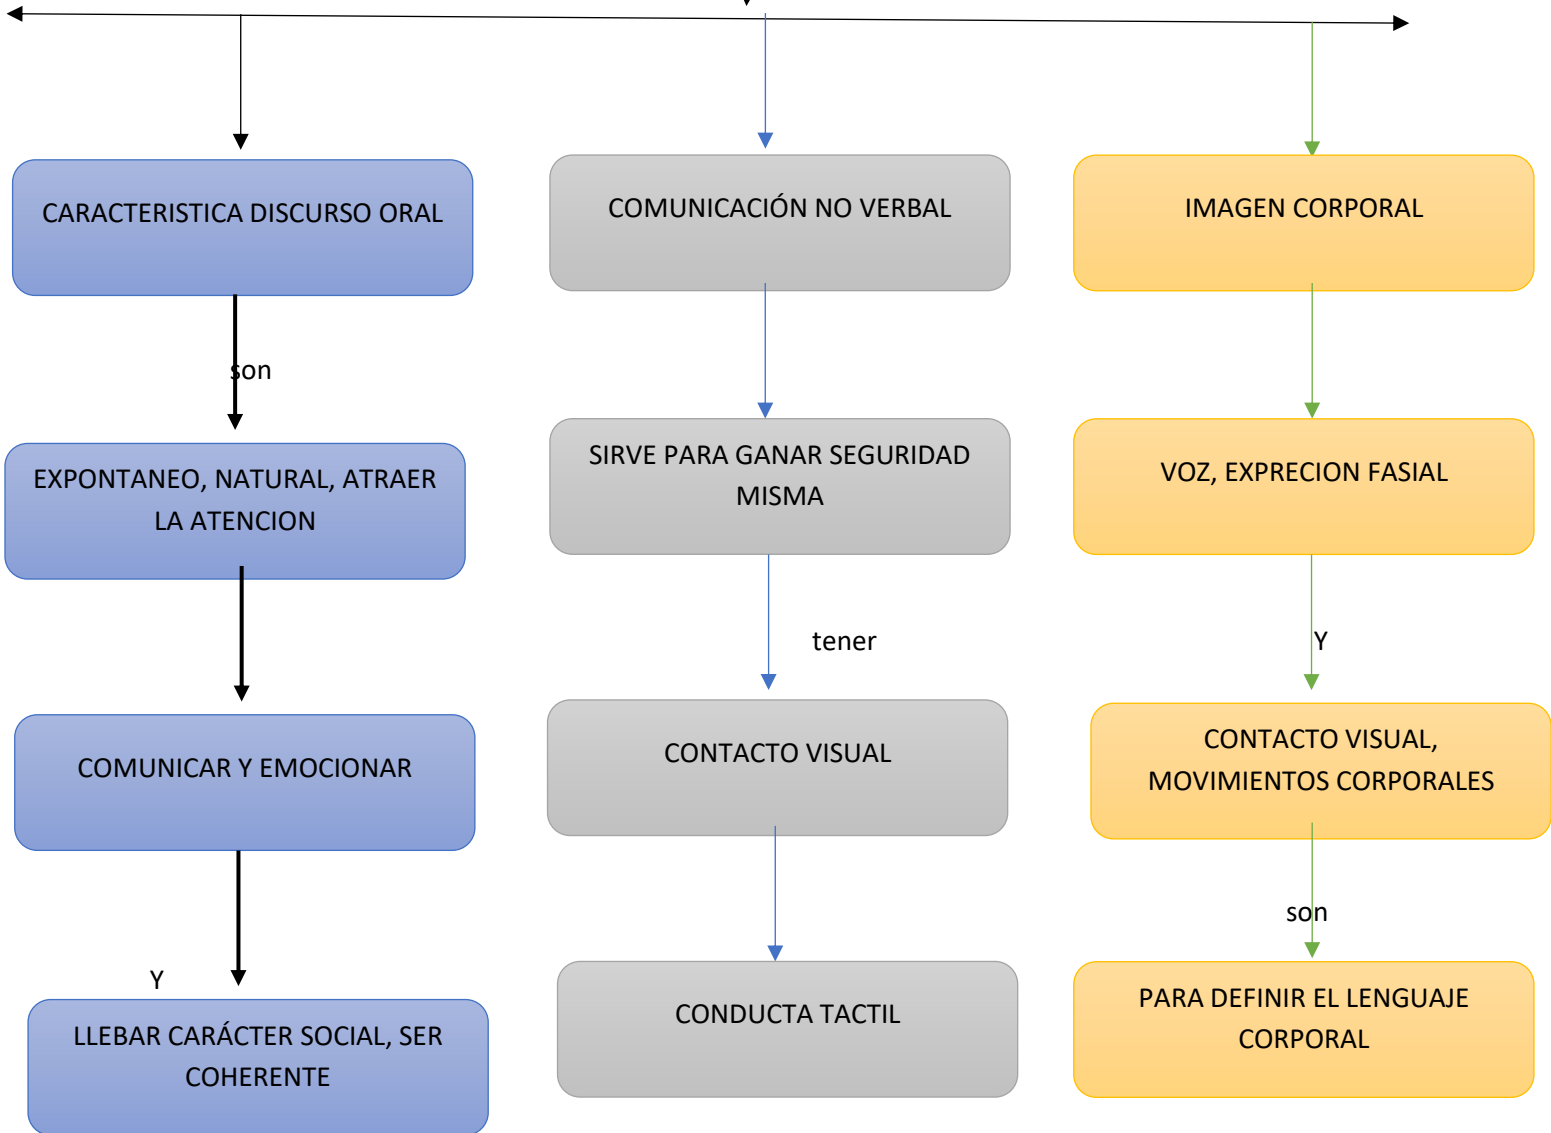 CARACTERISTICA DISCURSO ORAL
son
EXPONTANEO, NATURAL, ATRAER
LA ATENCION
COMUNICAR Y EMOCIONAR
Y
LLEBAR CARÁCTER SOCIAL, SER
COHERENTE
COMUNICACIÓN NO VERBAL
SIRVE PARA GANAR SEGURIDAD
MISMA
tener
CONTACTO VISUAL
CONDUCTA TACTIL
IMAGEN CORPORAL
VOZ, EXPRECION FASIAL
Y
CONTACTO VISUAL,
MOVIMIENTOS CORPORALES
son
PARA DEFINIR EL LENGUAJE
CORPORAL